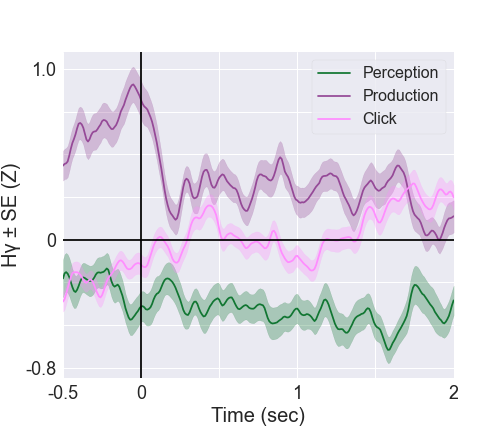 Perception
Production
Click
Hγ ± SE (Z)
1.0
0
-0.8
-0.5
0
1
2
Time (sec)